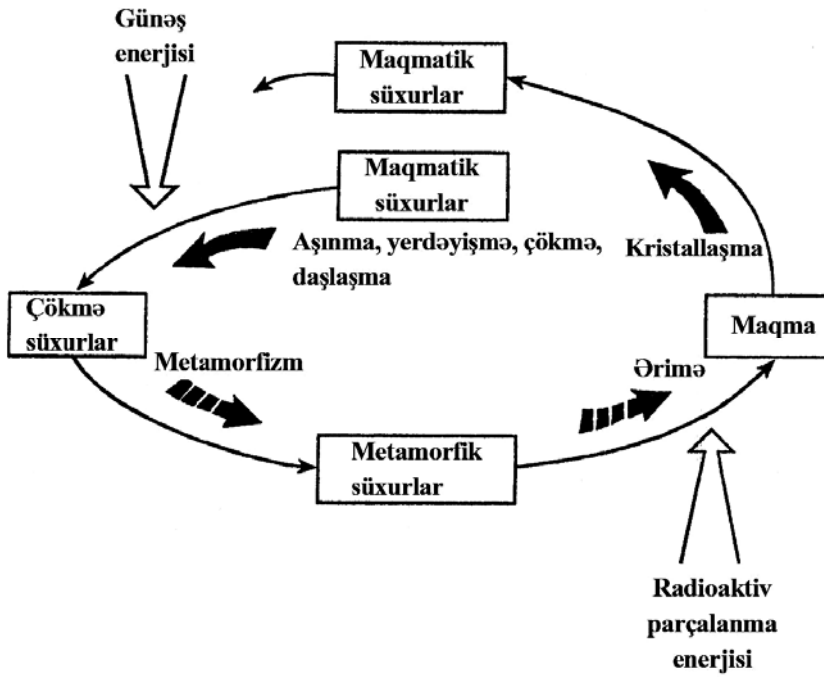 Günəş
enerjisi
Maqmatik
süxurlar
Maqmatik
süxurlar
Aşınma, yerdəyişmə, çökmə,
daşlaşma
Kristallaşma
Çökmə
süxurlar
Maqma
Metamorfizm
Ərimə
Metamorfik
süxurlar
Radioaktiv
parçalanma
enerjisi